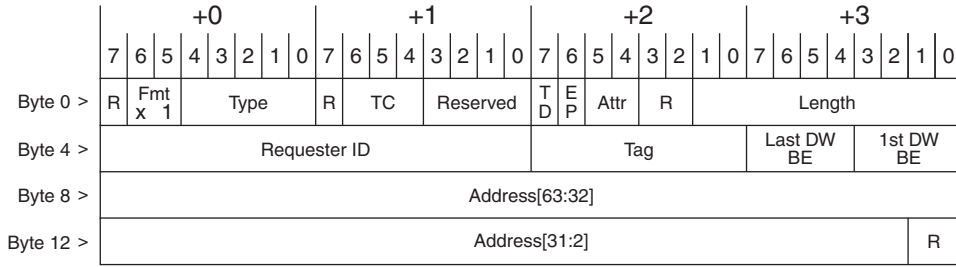 +0 +1 +2 +3
7 6 5 4 3 2 1 0 7 6 5 4 3 2 1 0 7 6 5 4 3 2 1 0 7 6 5 4 3 2 1 0
Byte 0 > R Fmt x 1 Type R TC Reserved T D E P Attr R Length
Byte 4 > Requester ID Tag Last DW BE 1st DW BE
Byte 8 > Address[63:32]
Byte 12 > Address[31:2] R